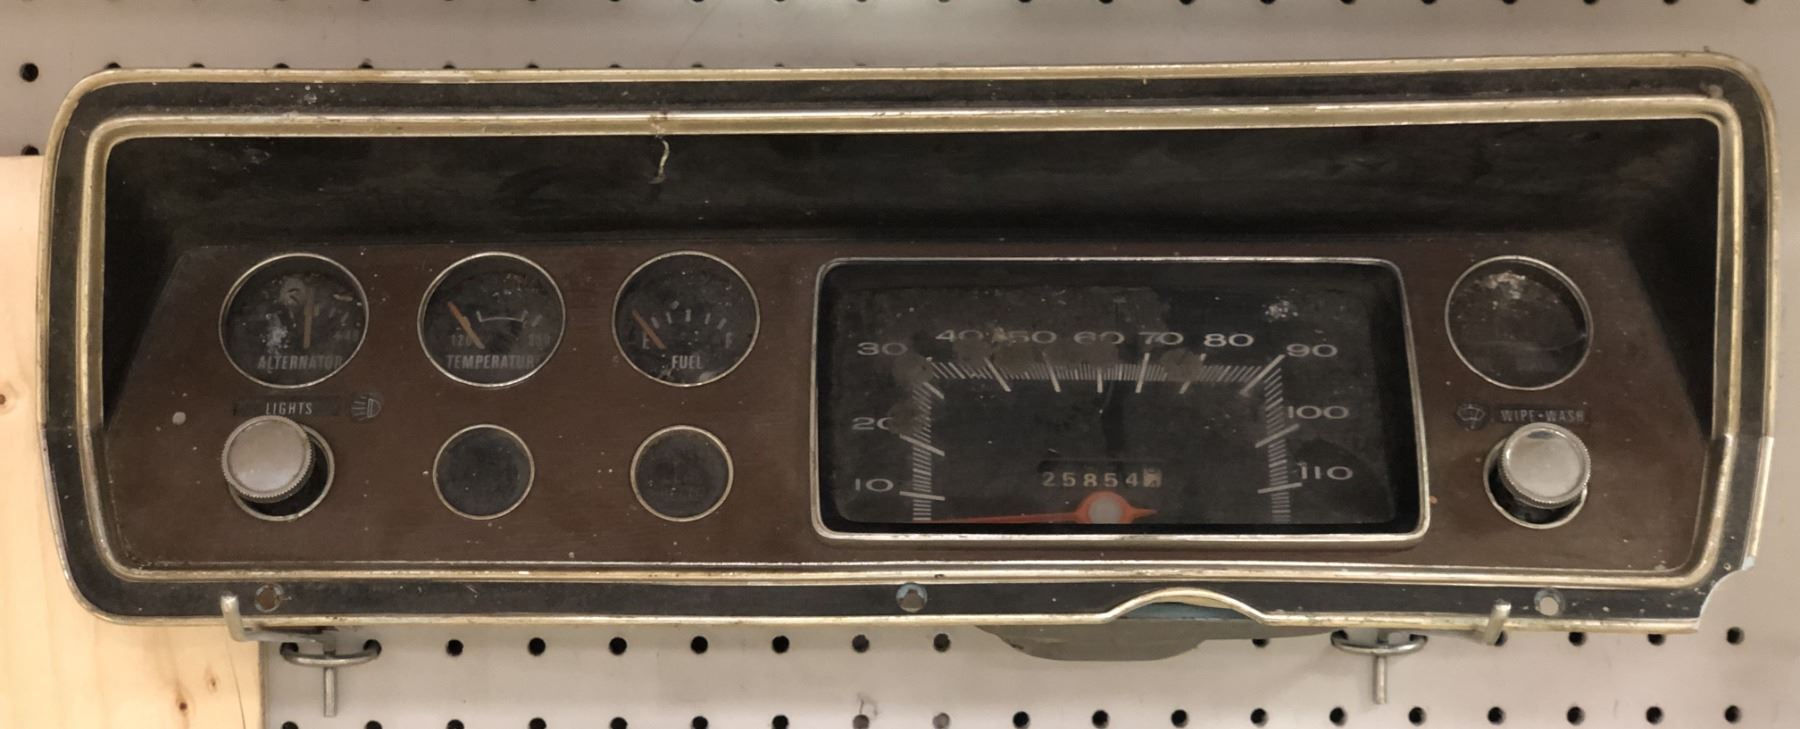 ALTERNATOR
120
TEMPERATURE
E F
FUEL
LIGHTS
30 40 50 60 70 80 90
20 100
10 110
25854
WIPE•WASH